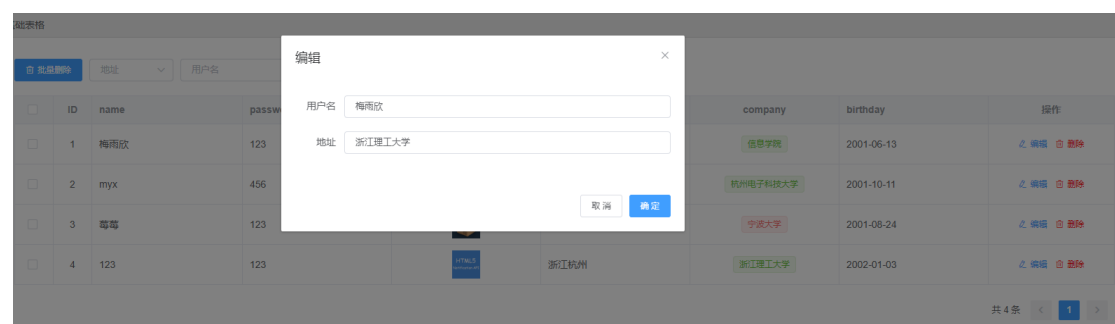 基础表格
批量删除 地址 用户名
ID name passw company birthday 操作
1 梅雨欣 123 信息学院 2001-06-13 编辑 删除
2 myx 456 杭州电子科技大学 2001-10-11 编辑 删除
3 莓莓 123 宁波大学 2001-08-24 编辑 删除
4 123 123 HTML5 浙江杭州 浙江理工大学 2002-01-03 编辑 删除
共 4 条 1
编辑
用户名 梅雨欣
地址 浙江理工大学
取 消 确 定